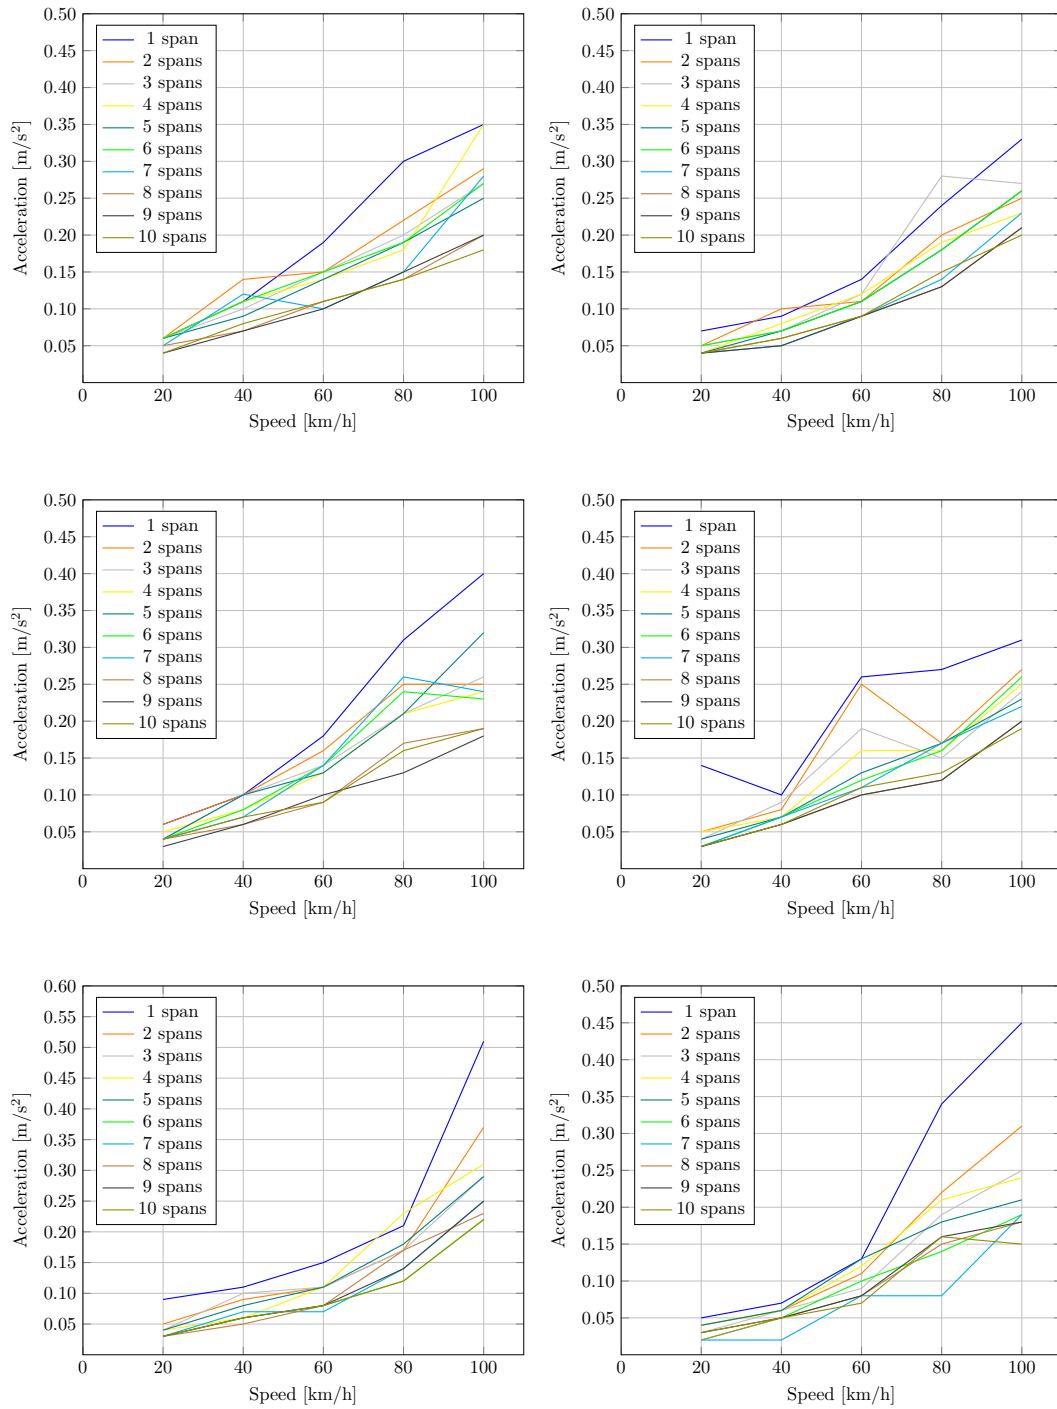 0.50
0.45
0.40
0.35
0.30
0.25
0.20
0.15
0.10
0.05
0 20 40 60 80 100
Speed [km/h]
Acceleration [m/s²]
1 span
2 spans
3 spans
4 spans
5 spans
6 spans
7 spans
8 spans
9 spans
10 spans
0.50
0.45
0.40
0.35
0.30
0.25
0.20
0.15
0.10
0.05
0 20 40 60 80 100
Speed [km/h]
Acceleration [m/s²]
1 span
2 spans
3 spans
4 spans
5 spans
6 spans
7 spans
8 spans
9 spans
10 spans
0.50
0.45
0.40
0.35
0.30
0.25
0.20
0.15
0.10
0.05
0 20 40 60 80 100
Speed [km/h]
Acceleration [m/s²]
1 span
2 spans
3 spans
4 spans
5 spans
6 spans
7 spans
8 spans
9 spans
10 spans
0.50
0.45
0.40
0.35
0.30
0.25
0.20
0.15
0.10
0.05
0 20 40 60 80 100
Speed [km/h]
Acceleration [m/s²]
1 span
2 spans
3 spans
4 spans
5 spans
6 spans
7 spans
8 spans
9 spans
10 spans
0.60
0.55
0.50
0.45
0.40
0.35
0.30
0.25
0.20
0.15
0.10
0.05
0 20 40 60 80 100
Speed [km/h]
Acceleration [m/s²]
1 span
2 spans
3 spans
4 spans
5 spans
6 spans
7 spans
8 spans
9 spans
10 spans
0.50
0.45
0.40
0.35
0.30
0.25
0.20
0.15
0.10
0.05
0 20 40 60 80 100
Speed [km/h]
Acceleration [m/s²]
1 span
2 spans
3 spans
4 spans
5 spans
6 spans
7 spans
8 spans
9 spans
10 spans